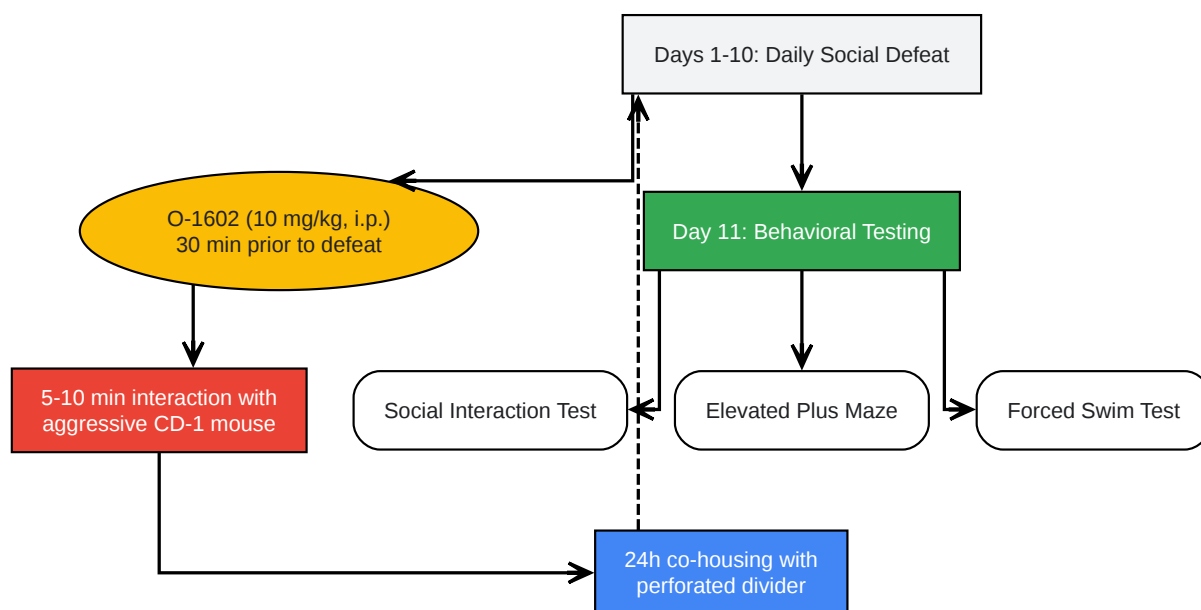 Days 1-10: Daily Social Defeat
O-1602 (10 mg/kg, i.p.)
30 min prior to defeat
Day 11: Behavioral Testing
5-10 min interaction with
aggressive CD-1 mouse
Social Interaction Test
Elevated Plus Maze
Forced Swim Test
24h co-housing with
perforated divider